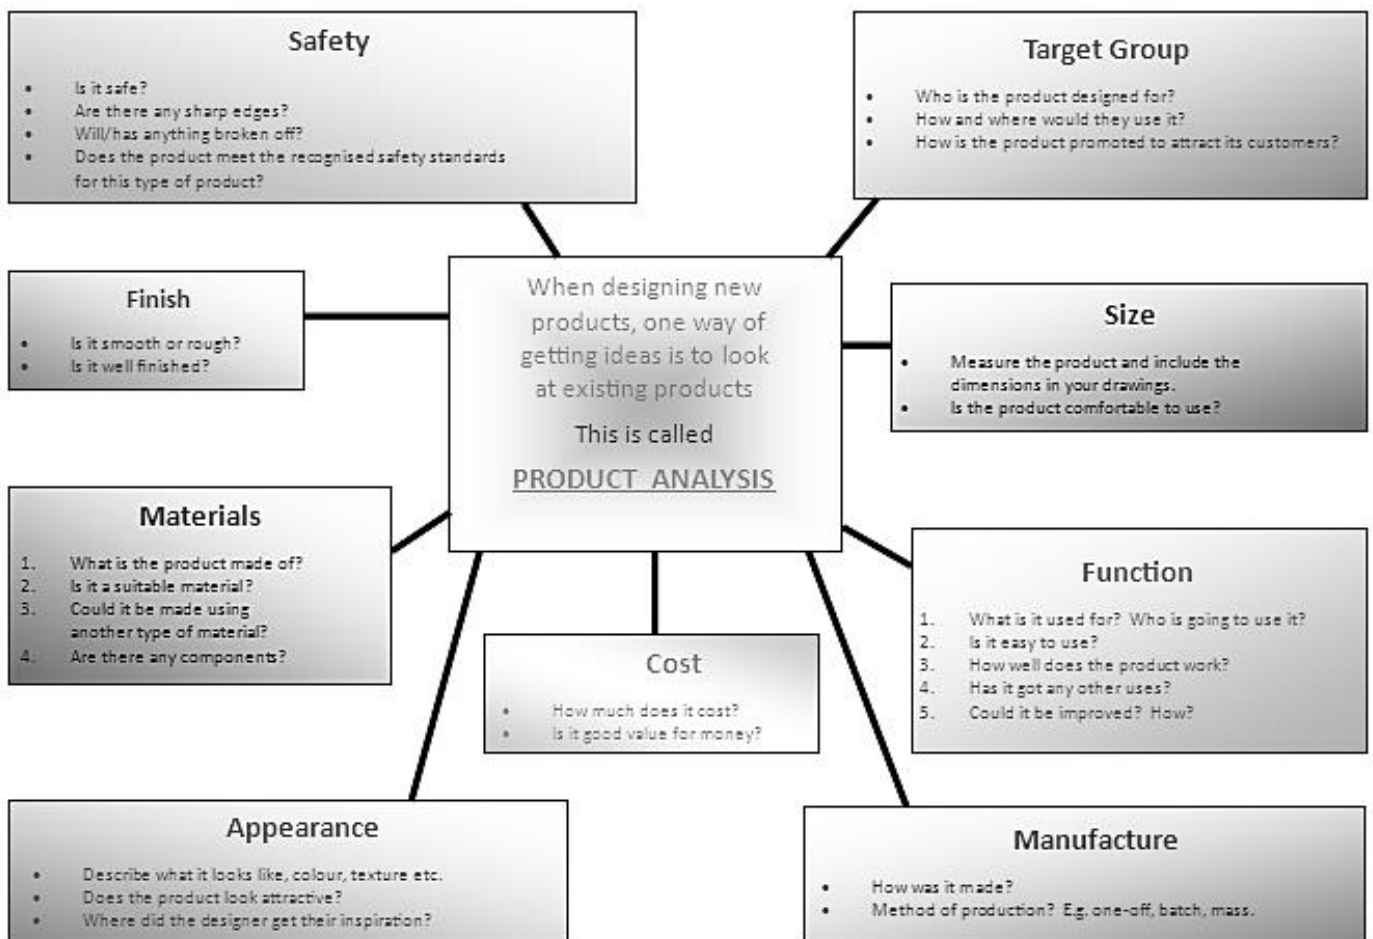 Safety
• Is it safe?
• Are there any sharp edges?
• Will/has anything broken off?
• Does the product meet the recognised safety standards
for this type of product?
Target Group
• Who is the product designed for?
• How and where would they use it?
• How is the product promoted to attract its customers?
Finish
• Is it smooth or rough?
• Is it well finished?
When designing new
products, one way of
getting ideas is to look
at existing products
This is called
PRODUCT ANALYSIS
Size
• Measure the product and include the
dimensions in your drawings.
• Is the product comfortable to use?
Materials
1. What is the product made of?
2. Is it a suitable material?
3. Could it be made using
another type of material?
4. Are there any components?
Cost
• How much does it cost?
• Is it good value for money?
Function
1. What is it used for? Who is going to use it?
2. Is it easy to use?
3. How well does the product work?
4. Has it got any other uses?
5. Could it be improved? How?
Appearance
• Describe what it looks like, colour, texture etc.
• Does the product look attractive?
• Where did the designer get their inspiration?
Manufacture
• How was it made?
• Method of production? E.g. one-off, batch, mass.